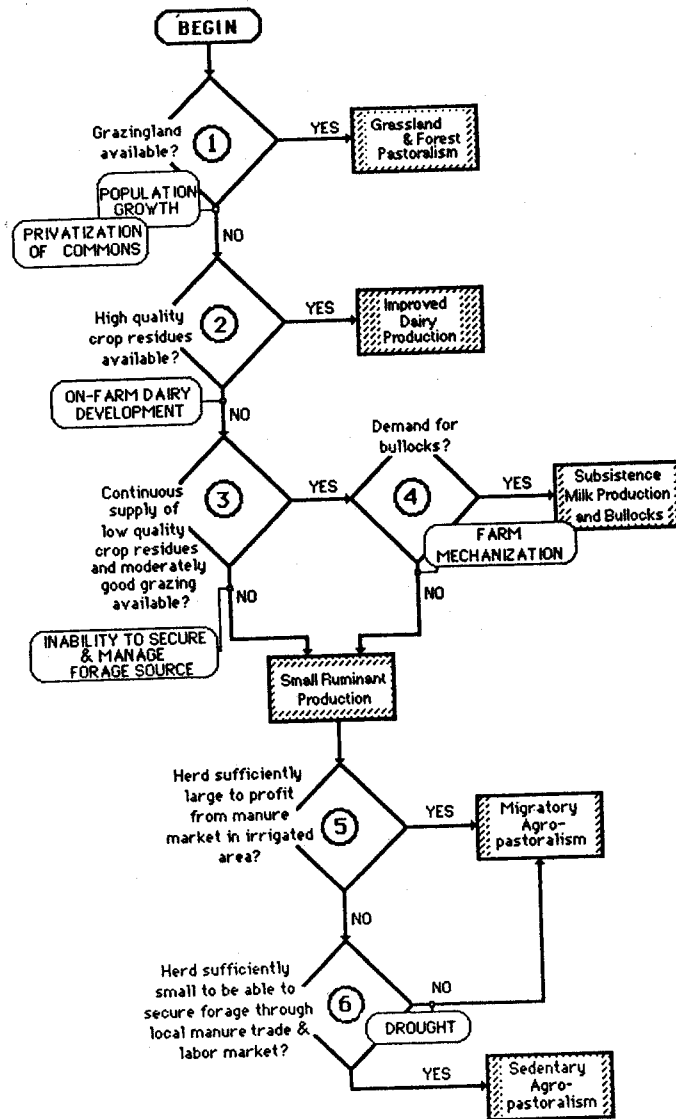 BEGIN
Grazingland
available?
1
YES
Grassland
& Forest
Pastoralism
POPULATION
GROWTH
PRIVATIZATION
OF COMMONS
NO
High quality
crop residues
available?
2
YES
Improved
Dairy
Production
ON-FARM DAIRY
DEVELOPMENT
NO
Demand for
bullocks?
Continuous
supply of
low quality
crop residues
and moderately
good grazing
available?
3
YES
4
YES
Subsistence
Milk Production
and Bullocks
FARM
MECHANIZATION
NO
NO
INABILITY TO SECURE
& MANAGE
FORAGE SOURCE
Small Ruminant
Production
Herd sufficiently
large to profit
from manure
market in irrigated
area?
5
YES
Migratory
Agro-
pastoralism
NO
Herd sufficiently
small to be able to
secure forage through
local manure trade &
labor market?
6
NO
DROUGHT
YES
Sedentary
Agro-
pastoralism